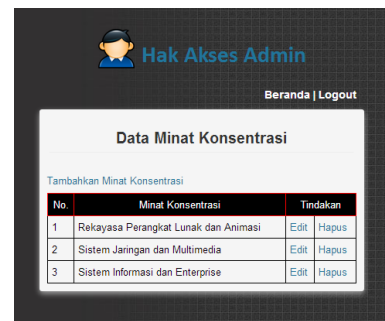 Hak Akses Admin
Beranda | Logout
Data Minat Konsentrasi
Tambahkan Minat Konsentrasi
No. Minat Konsentrasi Tindakan
1 Rekayasa Perangkat Lunak dan Animasi Edit Hapus
2 Sistem Jaringan dan Multimedia Edit Hapus
3 Sistem Informasi dan Enterprise Edit Hapus